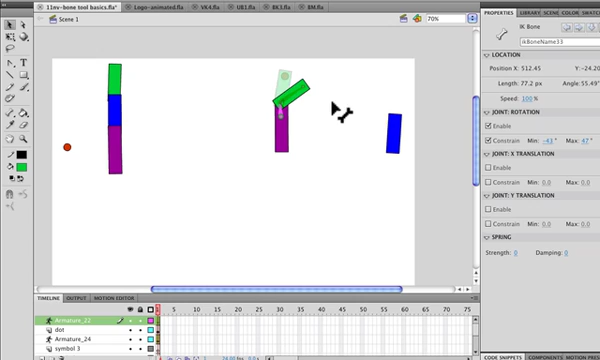 11nv-bone tool basics.fla*
Logo-animated.fla
VK4.fla
UB1.fla
BK3.fla
BM.fla
Scene 1
70%
PROPERTIES
LIBRARY
SCENE
IK Bone
ikBoneName33
LOCATION
Position X: 512.45
Y: -24.20
Length: 77.2 px
Angle: 55.49°
Speed: 100 %
JOINT: ROTATION
Enable
Constrain Min: -43° Max: 47°
JOINT: X TRANSLATION
Enable
Constrain Min: 0.0 Max: 0.0
JOINT: Y TRANSLATION
Enable
Constrain Min: 0.0 Max: 0.0
SPRING
Strength: 0 Damping: 0
TIMELINE
OUTPUT
MOTION EDITOR
5 10 15 20 25 30 35 40 45 50 55 60 65 70 75
Armature_22
dot
Armature_24
symbol 3
CODE SNIPPETS